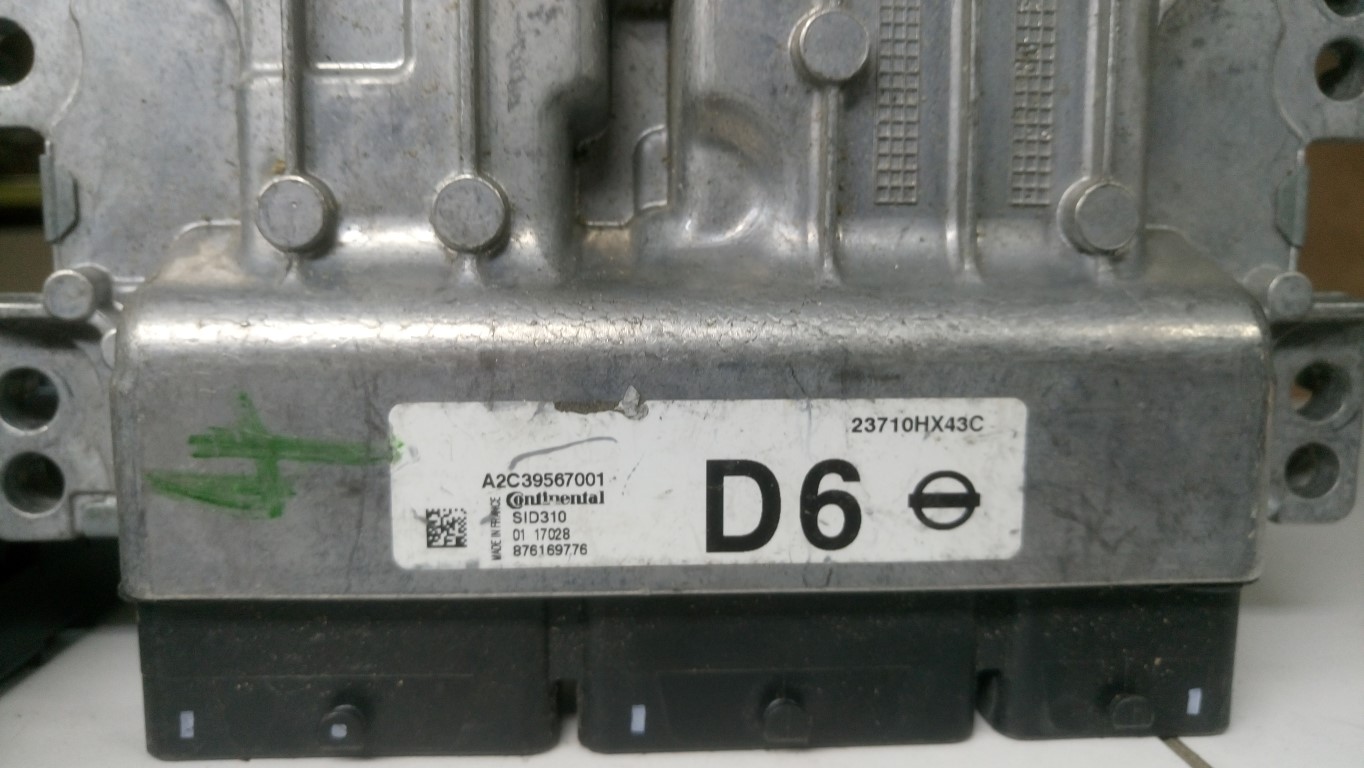 23710HX43C
A2C39567001
Continental
SID310
01 17028
876169776
MADE IN FRANCE
D6